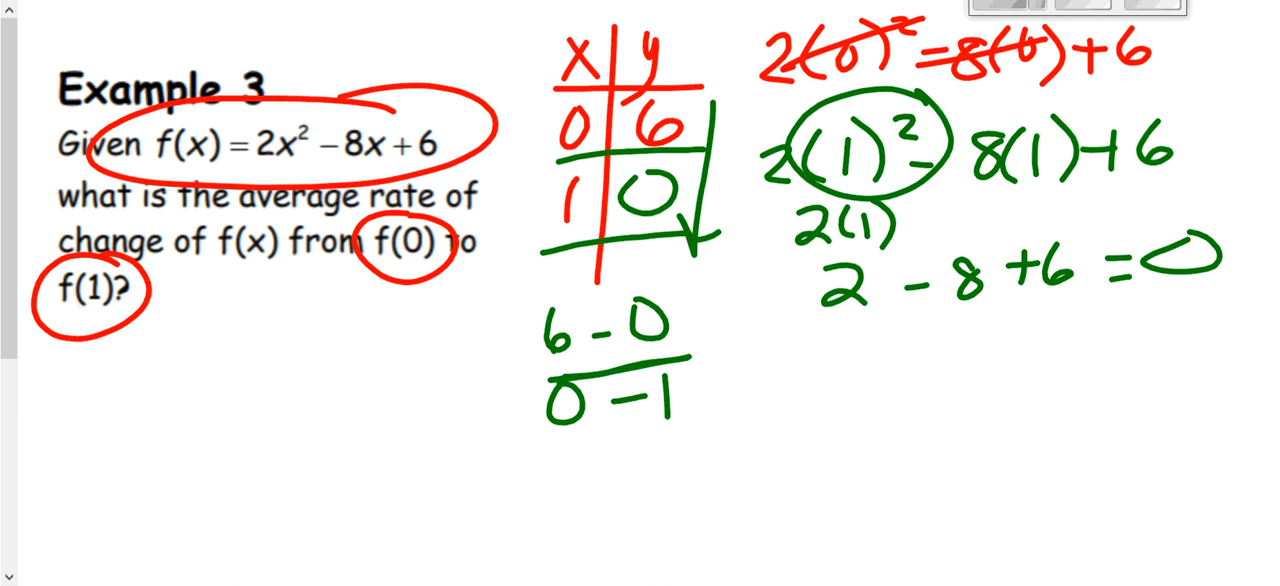 Example 3
Given f(x) = 2x² – 8x + 6
what is the average rate of
change of f(x) from f(0) to
f(1)?
x | y
0 | 6
1 | 0
6 - 0
0 - 1
2(0)² = 8(0) + 6
2(1)² - 8(1) + 6
2(1)
2 - 8 + 6 = 0